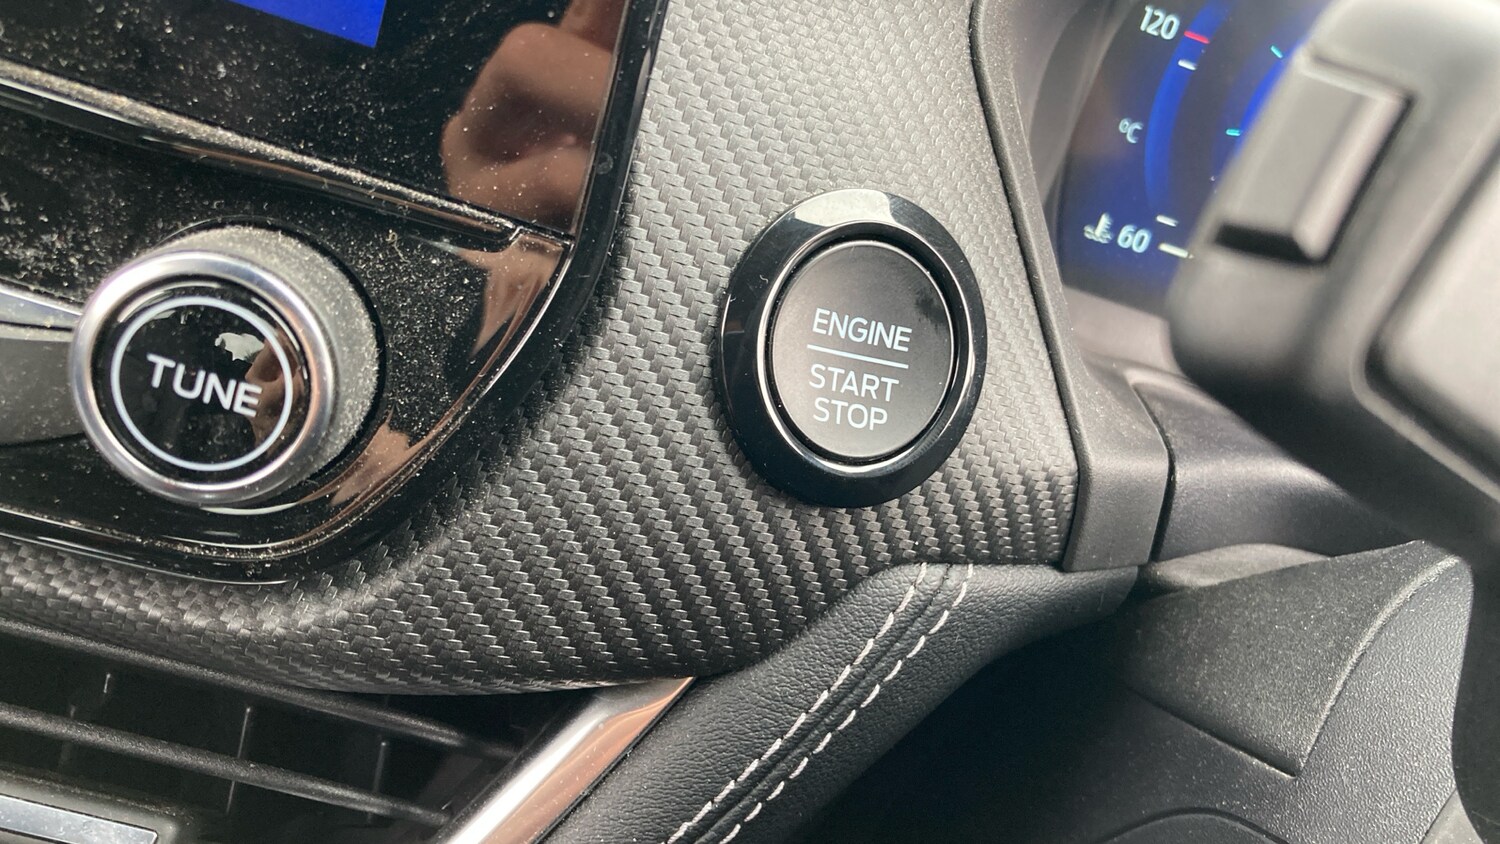 120
°C
60
TUNE
ENGINE
START
STOP